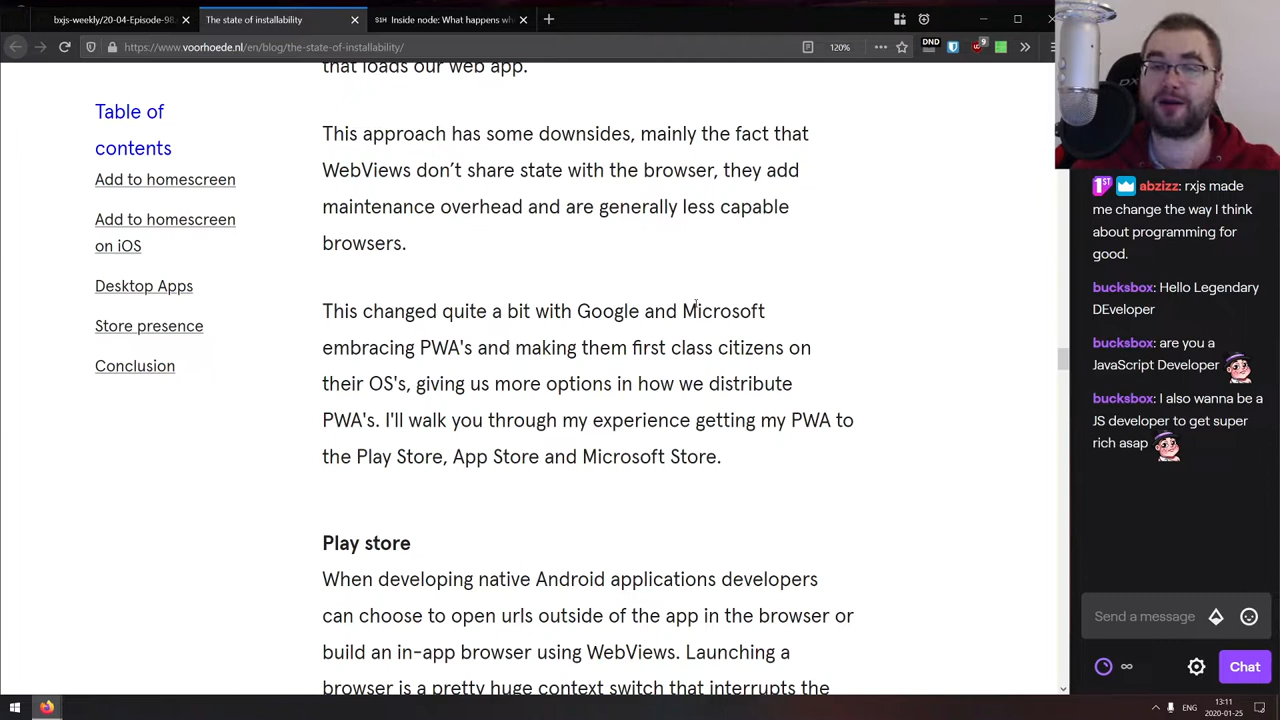 bxjs-weekly/20-04-Episode-98.
The state of installability
Inside node: What happens wh
https://www.voorhoede.nl/en/blog/the-state-of-installability/
120%
DND
9
that loads our web app.
Table of
contents
Add to homescreen
Add to homescreen
on iOS
Desktop Apps
Store presence
Conclusion
This approach has some downsides, mainly the fact that
WebViews don’t share state with the browser, they add
maintenance overhead and are generally less capable
browsers.
This changed quite a bit with Google and Microsoft
embracing PWA's and making them first class citizens on
their OS's, giving us more options in how we distribute
PWA's. I'll walk you through my experience getting my PWA to
the Play Store, App Store and Microsoft Store.
Play store
When developing native Android applications developers
can choose to open urls outside of the app in the browser or
build an in-app browser using WebViews. Launching a
browser is a pretty huge context switch that interrupts the
DX
1ST abzizz: rxjs made
me change the way I think
about programming for
good.
bucksbox: Hello Legendary
DEveloper
bucksbox: are you a
JavaScript Developer
bucksbox: I also wanna be a
JS developer to get super
rich asap
Send a message
∞
Chat
ENG
13:11
2020-01-25